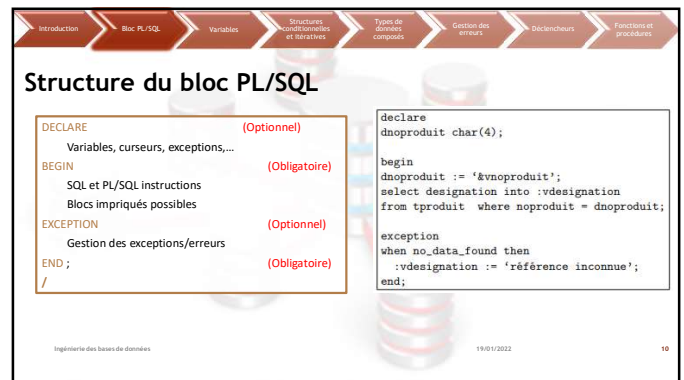 Introduction
Bloc PL/SQL
Variables
Structures
conditionnelles
et itératives
Types de
données
composés
Gestion des
erreurs
Déclencheurs
Fonctions et
procédures
Structure du bloc PL/SQL
DECLARE (Optionnel)
Variables, curseurs, exceptions,…
BEGIN (Obligatoire)
SQL et PL/SQL instructions
Blocs impriqués possibles
EXCEPTION (Optionnel)
Gestion des exceptions/erreurs
END ; (Obligatoire)
/
declare
dnoproduit char(4);
begin
dnoproduit := ‘&vnoproduit’;
select designation into :vdesignation
from tproduit where noproduit = dnoproduit;
exception
when no_data_found then
:vdesignation := ‘référence inconnue’;
end;
Ingénierie des bases de données 19/01/2022 10